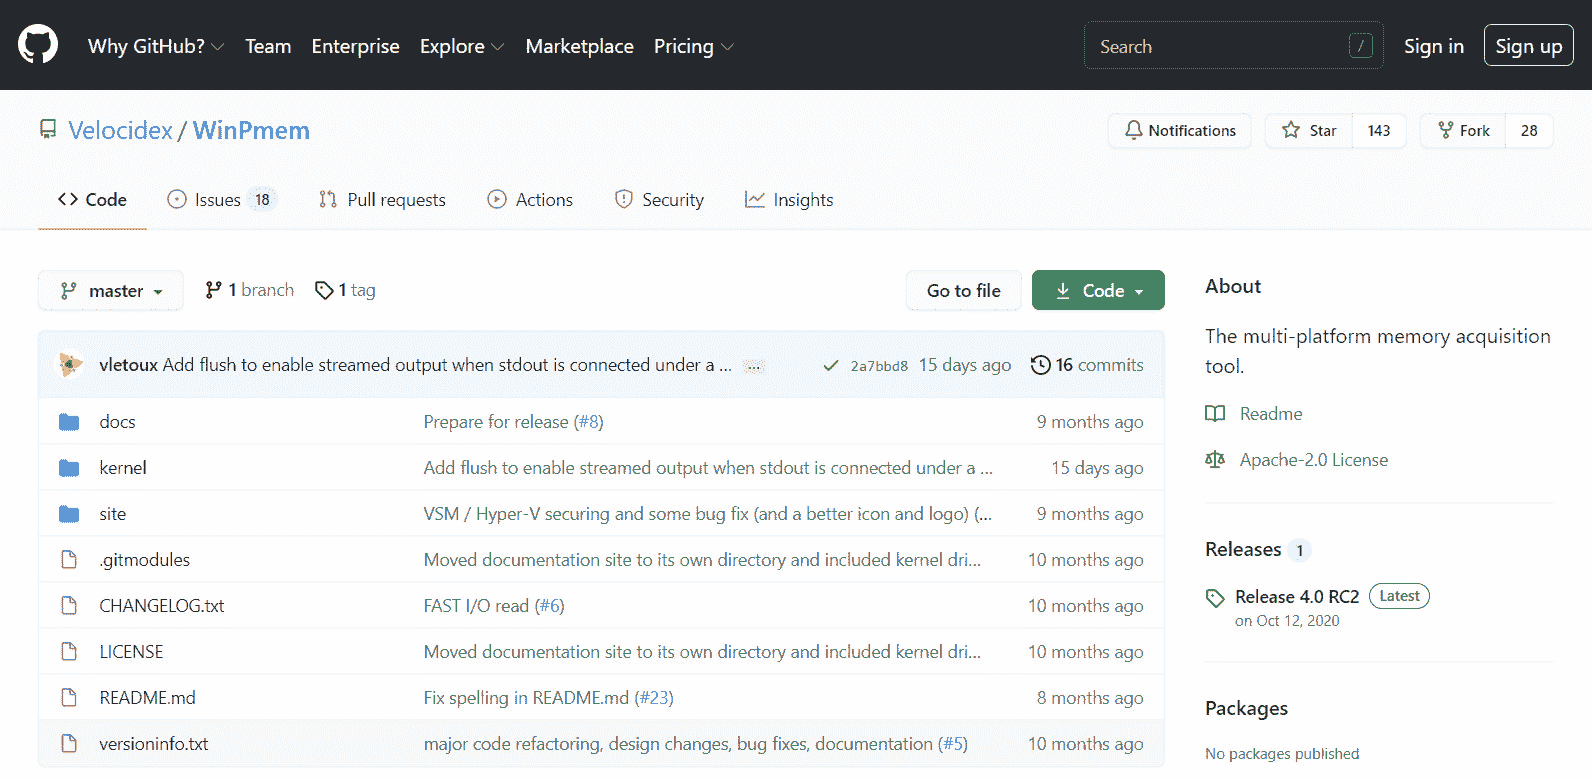 Why GitHub? Team Enterprise Explore Marketplace Pricing Search / Sign in Sign up
Velocidex / WinPmem Notifications Star 143 Fork 28
Code Issues 18 Pull requests Actions Security Insights
master 1 branch 1 tag Go to file Code
vletoux Add flush to enable streamed output when stdout is connected under a ... ... 2a7bbd8 15 days ago 16 commits
docs Prepare for release (#8) 9 months ago
kernel Add flush to enable streamed output when stdout is connected under a ... 15 days ago
site VSM / Hyper-V securing and some bug fix (and a better icon and logo) (... 9 months ago
.gitmodules Moved documentation site to its own directory and included kernel dri... 10 months ago
CHANGELOG.txt FAST I/O read (#6) 10 months ago
LICENSE Moved documentation site to its own directory and included kernel dri... 10 months ago
README.md Fix spelling in README.md (#23) 8 months ago
versioninfo.txt major code refactoring, design changes, bug fixes, documentation (#5) 10 months ago
About
The multi-platform memory acquisition
tool.
Readme
Apache-2.0 License
Releases 1
Release 4.0 RC2 Latest
on Oct 12, 2020
Packages
No packages published